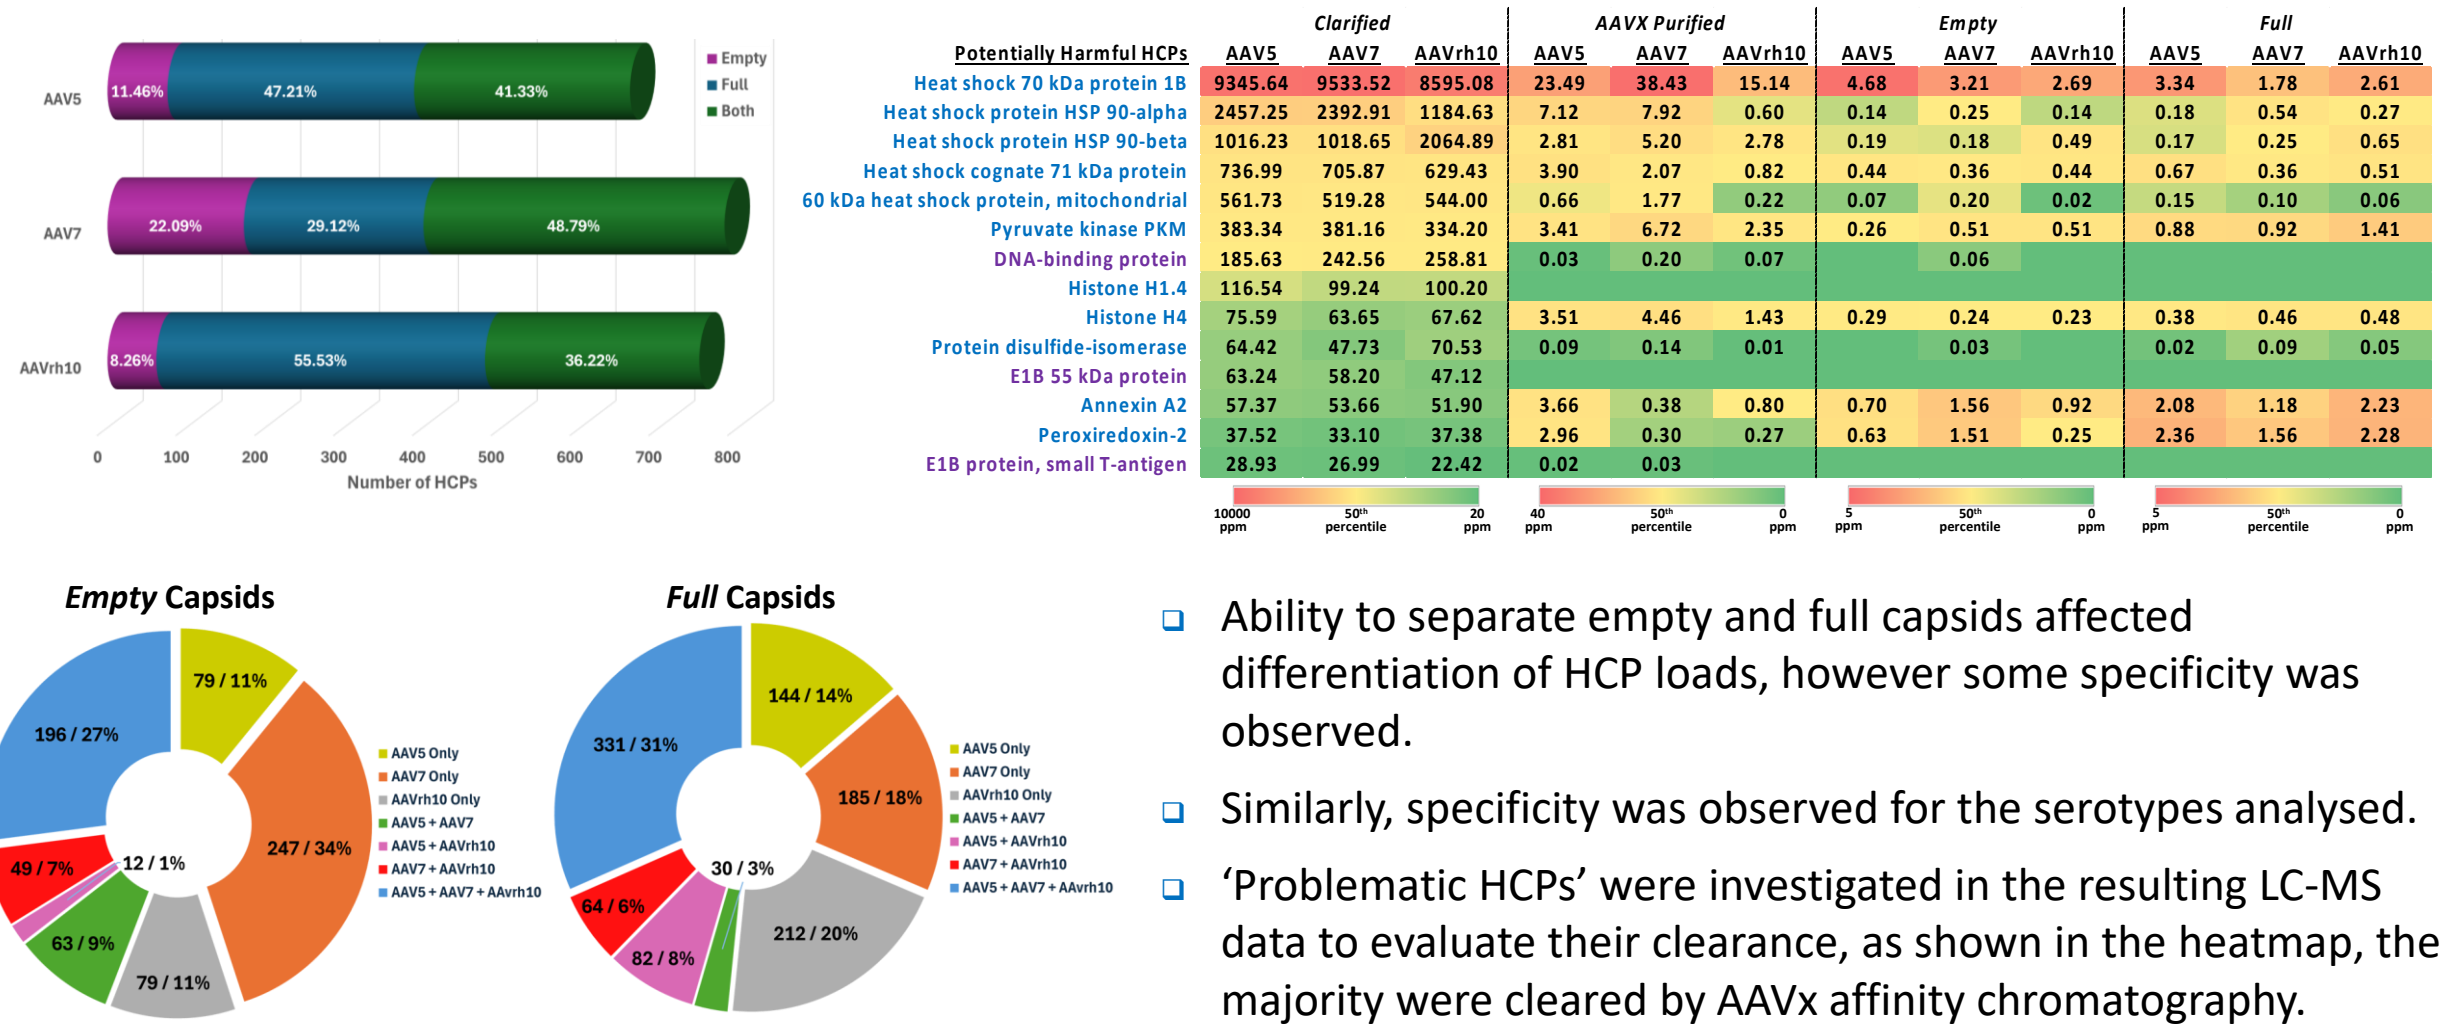 Empty
Full
Both
AAV5
11.46%
47.21%
41.33%
AAV7
22.09%
29.12%
48.79%
AAVrh10
8.26%
55.53%
36.22%
0 100 200 300 400 500 600 700 800
Number of HCPs
Clarified AAVX Purified Empty Full
Potentially Harmful HCPs AAV5 AAV7 AAVrh10 AAV5 AAV7 AAVrh10 AAV5 AAV7 AAVrh10 AAV5 AAV7 AAVrh10
Heat shock 70 kDa protein 1B 9345.64 9533.52 8595.08 23.49 38.43 15.14 4.68 3.21 2.69 3.34 1.78 2.61
Heat shock protein HSP 90-alpha 2457.25 2392.91 1184.63 7.12 7.92 0.60 0.14 0.25 0.14 0.18 0.54 0.27
Heat shock protein HSP 90-beta 1016.23 1018.65 2064.89 2.81 5.20 2.78 0.19 0.18 0.49 0.17 0.25 0.65
Heat shock cognate 71 kDa protein 736.99 705.87 629.43 3.90 2.07 0.82 0.44 0.36 0.44 0.67 0.36 0.51
60 kDa heat shock protein, mitochondrial 561.73 519.28 544.00 0.66 1.77 0.22 0.07 0.20 0.02 0.15 0.10 0.06
Pyruvate kinase PKM 383.34 381.16 334.20 3.41 6.72 2.35 0.26 0.51 0.51 0.88 0.92 1.41
DNA-binding protein 185.63 242.56 258.81 0.03 0.20 0.07 0.06
Histone H1.4 116.54 99.24 100.20
Histone H4 75.59 63.65 67.62 3.51 4.46 1.43 0.29 0.24 0.23 0.38 0.46 0.48
Protein disulfide-isomerase 64.42 47.73 70.53 0.09 0.14 0.01 0.03 0.02 0.09 0.05
E1B 55 kDa protein 63.24 58.20 47.12
Annexin A2 57.37 53.66 51.90 3.66 0.38 0.80 0.70 1.56 0.92 2.08 1.18 2.23
Peroxiredoxin-2 37.52 33.10 37.38 2.96 0.30 0.27 0.63 1.51 0.25 2.36 1.56 2.28
E1B protein, small T-antigen 28.93 26.99 22.42 0.02 0.03
10000 ppm 50th percentile 20 ppm
40 ppm 50th percentile 0 ppm
5 ppm 50th percentile 0 ppm
5 ppm 50th percentile 0 ppm
Empty Capsids
79 / 11%
247 / 34%
79 / 11%
63 / 9%
12 / 1%
49 / 7%
196 / 27%
AAV5 Only
AAV7 Only
AAVrh10 Only
AAV5 + AAV7
AAV5 + AAVrh10
AAV7 + AAVrh10
AAV5 + AAV7 + AAvrh10
Full Capsids
144 / 14%
185 / 18%
212 / 20%
30 / 3%
82 / 8%
64 / 6%
331 / 31%
AAV5 Only
AAV7 Only
AAVrh10 Only
AAV5 + AAV7
AAV5 + AAVrh10
AAV7 + AAVrh10
AAV5 + AAV7 + AAvrh10
Ability to separate empty and full capsids affected
differentiation of HCP loads, however some specificity was
observed.
Similarly, specificity was observed for the serotypes analysed.
‘Problematic HCPs’ were investigated in the resulting LC-MS
data to evaluate their clearance, as shown in the heatmap, the
majority were cleared by AAVx affinity chromatography.